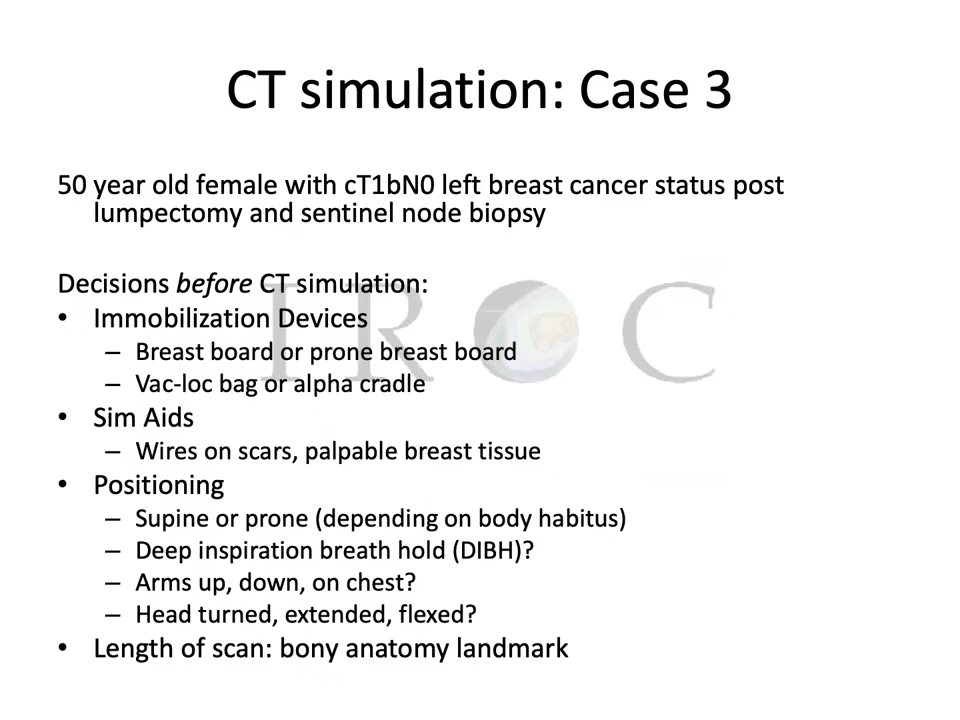 CT simulation: Case 3
50 year old female with cT1bN0 left breast cancer status post
lumpectomy and sentinel node biopsy
Decisions before CT simulation:
• Immobilization Devices
– Breast board or prone breast board
– Vac-loc bag or alpha cradle
• Sim Aids
– Wires on scars, palpable breast tissue
• Positioning
– Supine or prone (depending on body habitus)
– Deep inspiration breath hold (DIBH)?
– Arms up, down, on chest?
– Head turned, extended, flexed?
• Length of scan: bony anatomy landmark
IROC